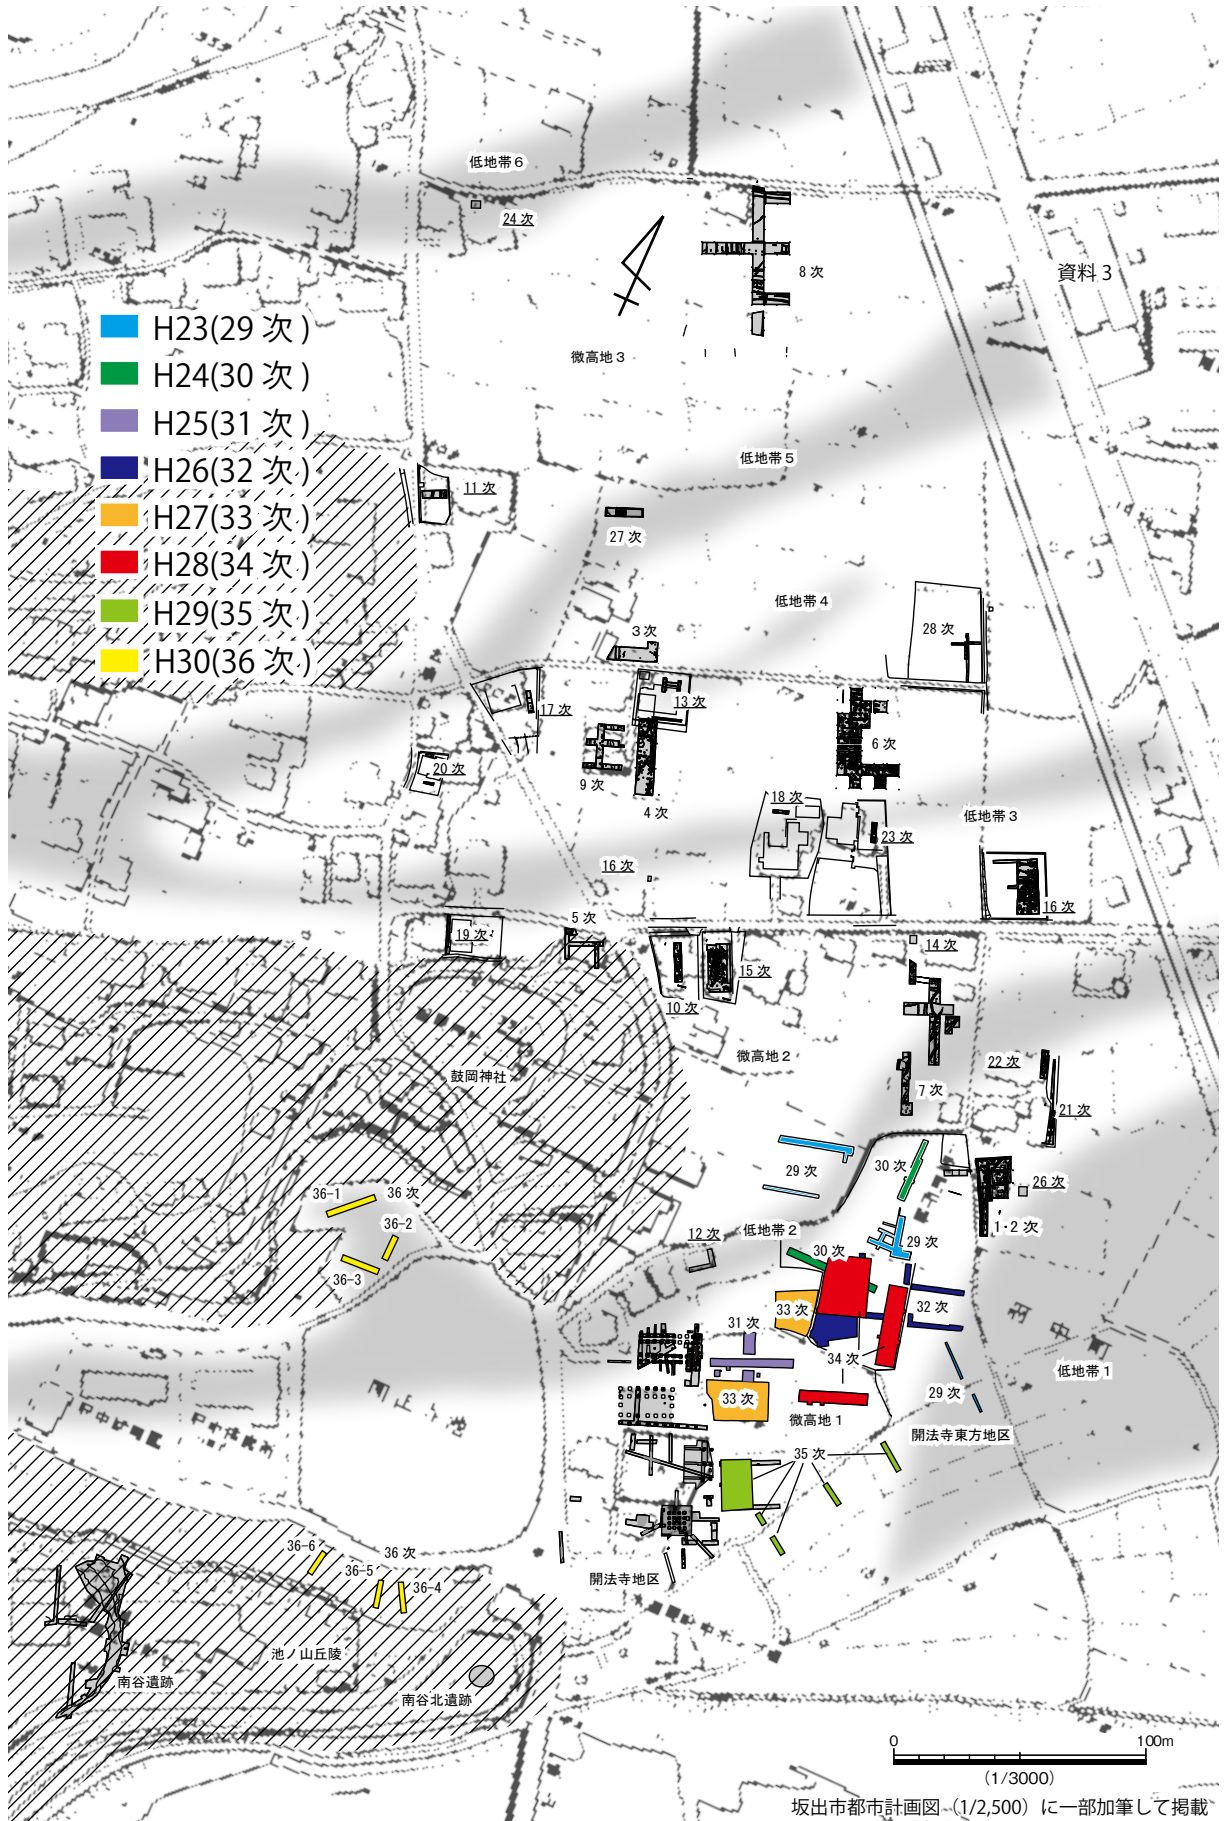 低地帯6
24 次
8 次
資料 3
H23(29 次 )
H24(30 次 )
H25(31 次 )
H26(32 次 )
H27(33 次 )
H28(34 次 )
H29(35 次 )
H30(36 次 )
微高地3
低地帯5
11 次
27 次
低地帯4
28 次
3 次
17 次
13 次
6 次
20 次
9 次
4 次
18 次
低地帯3
23 次
16 次
16 次
5 次
19 次
14 次
15 次
10 次
微高地2
22 次
鼓岡神社
7 次
21 次
29 次
30 次
26 次
36-1
36 次
36-2
1・2 次
12 次
低地帯2
29 次
30 次
36-3
33 次
32 次
31 次
34 次
低地帯1
33 次
29 次
微高地1
開法寺東方地区
35 次
36-6
36 次
36-5
36-4
開法寺地区
池ノ山丘陵
南谷遺跡
南谷北遺跡
0
100m
(1/3000)
坂出市都市計画図（1/2,500）に一部加筆して掲載